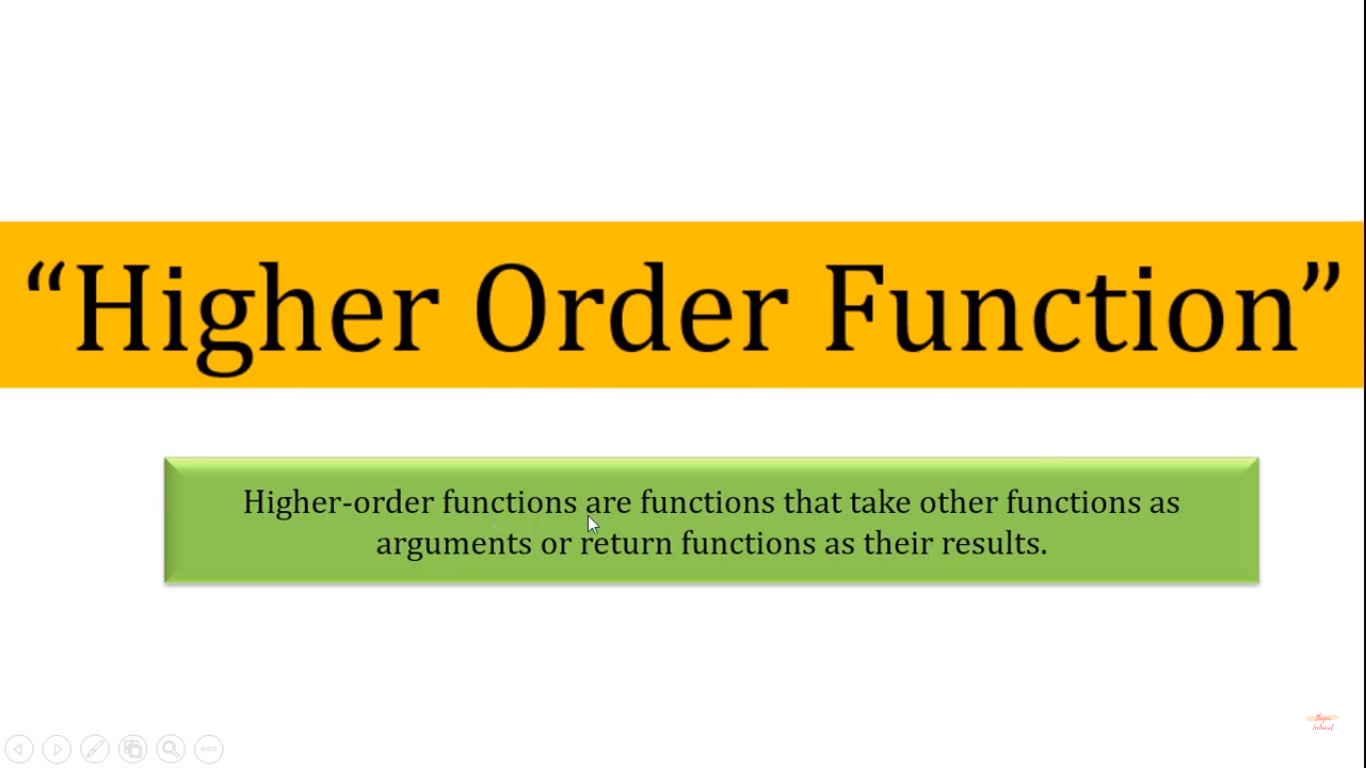 “Higher Order Function”
Higher-order functions are functions that take other functions as
arguments or return functions as their results.